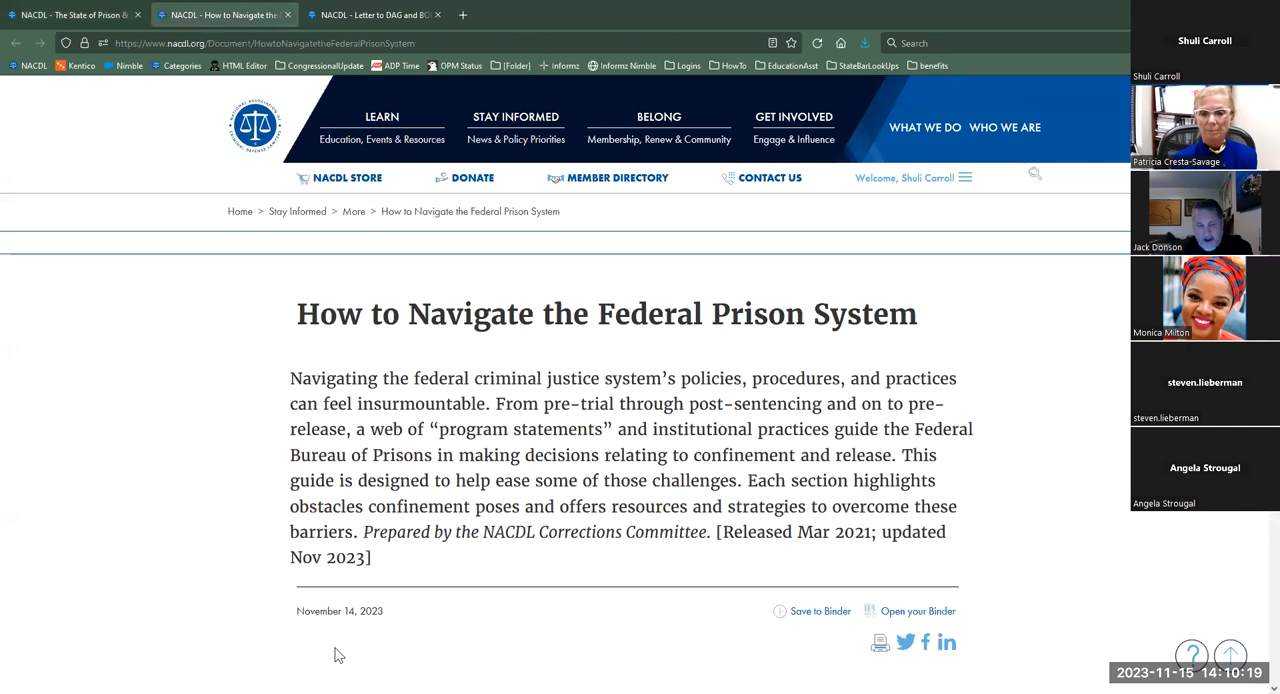 NACDL - The State of Prison &
NACDL - How to Navigate the F
NACDL - Letter to DAG and BO
https://www.nacdl.org/Document/HowtoNavigatetheFederalPrisonSystem
Search
NACDL
Kentico
Nimble
Categories
HTML Editor
CongressionalUpdate
ADP Time
OPM Status
[Folder]
Informz
Informz Nimble
Logins
HowTo
EducationAsst
StateBarLookUps
benefits
LEARN
Education, Events & Resources
STAY INFORMED
News & Policy Priorities
BELONG
Membership, Renew & Community
GET INVOLVED
Engage & Influence
WHAT WE DO
WHO WE ARE
NACDL STORE
DONATE
MEMBER DIRECTORY
CONTACT US
Welcome, Shuli Carroll
Home > Stay Informed > More > How to Navigate the Federal Prison System
How to Navigate the Federal Prison System
Navigating the federal criminal justice system’s policies, procedures, and practices
can feel insurmountable. From pre-trial through post-sentencing and on to pre-
release, a web of “program statements” and institutional practices guide the Federal
Bureau of Prisons in making decisions relating to confinement and release. This
guide is designed to help ease some of those challenges. Each section highlights
obstacles confinement poses and offers resources and strategies to overcome these
barriers. Prepared by the NACDL Corrections Committee. [Released Mar 2021; updated
Nov 2023]
November 14, 2023
Save to Binder
Open your Binder
Shuli Carroll
Shuli Carroll
Patricia Cresta-Savage
Jack Donson
Monica Milton
steven.lieberman
steven.lieberman
Angela Strougal
Angela Strougal
2023-11-15 14:10:19